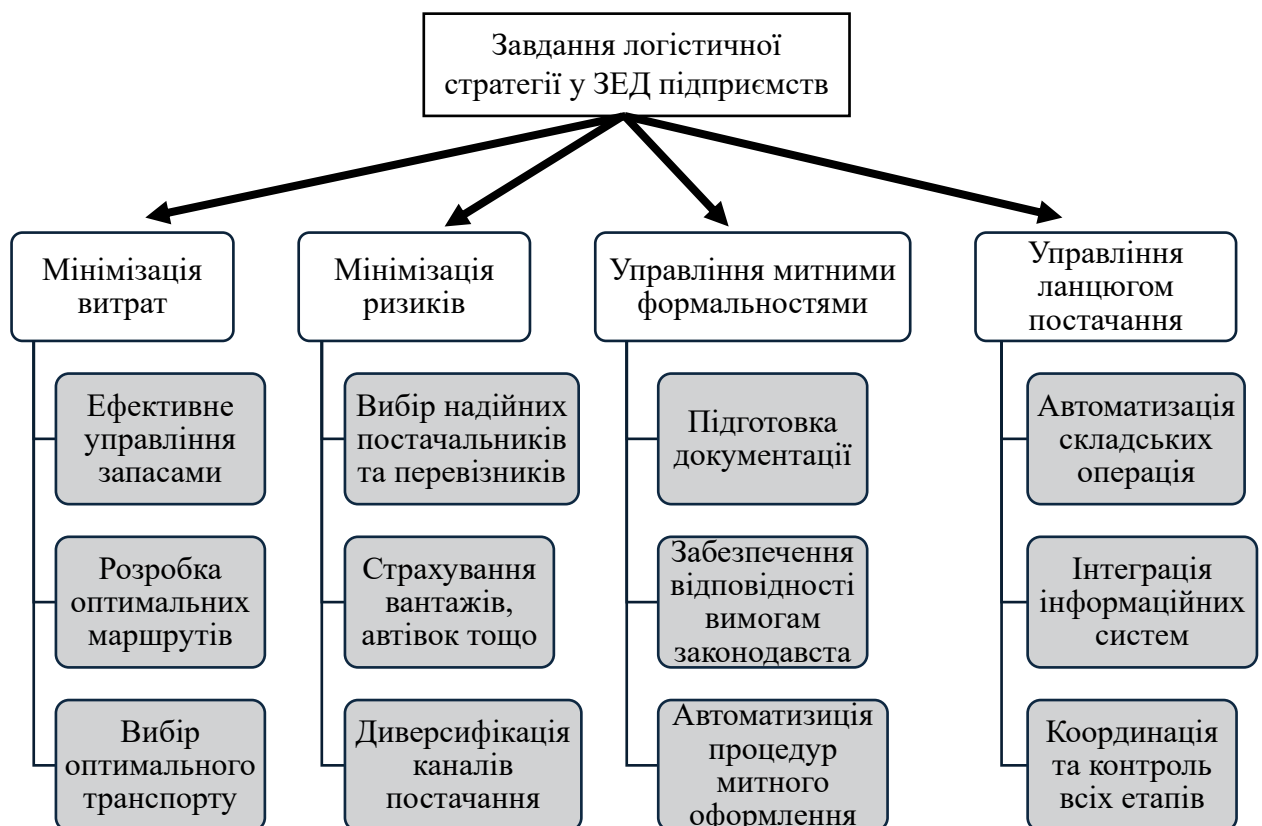 Завдання логістичної
стратегії у ЗЕД підприємств
Мінімізація
витрат
Ефективне
управління
запасами
Розробка
оптимальних
маршрутів
Вибір
оптимального
транспорту
Мінімізація
ризиків
Вибір надійних
постачальників
та перевізників
Страхування
вантажів,
автівок тощо
Диверсифікація
каналів
постачання
Управління митними
формальностями
Підготовка
документації
Забезпечення
відповідності
вимогам
законодавста
Автоматизиція
процедур
митного
оформлення
Управління
ланцюгом
постачання
Автоматизація
складських
операція
Інтеграція
інформаційних
систем
Координація
та контроль
всіх етапів